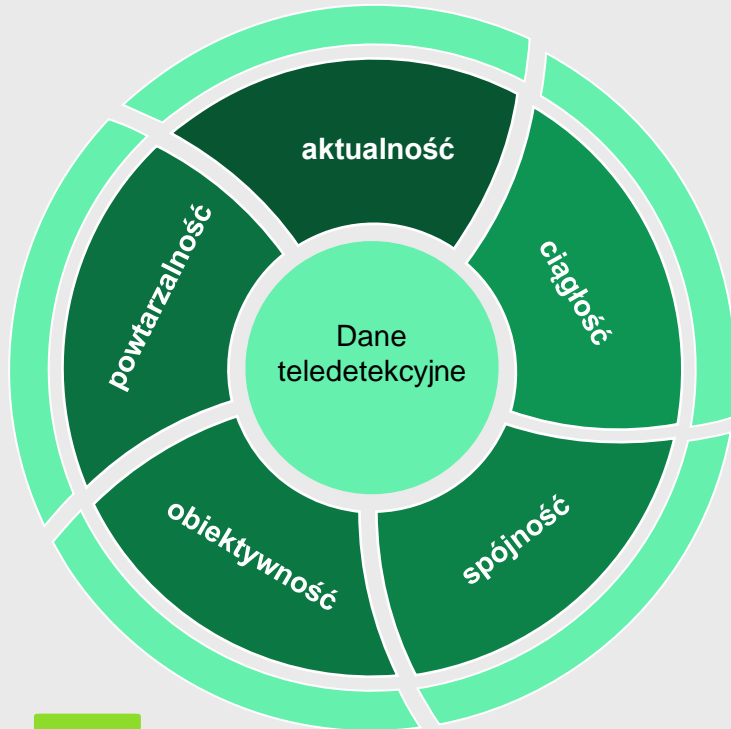 aktualność
ciągłość
spójność
obiektywność
powtarzalność
Dane
teledetekcyjne